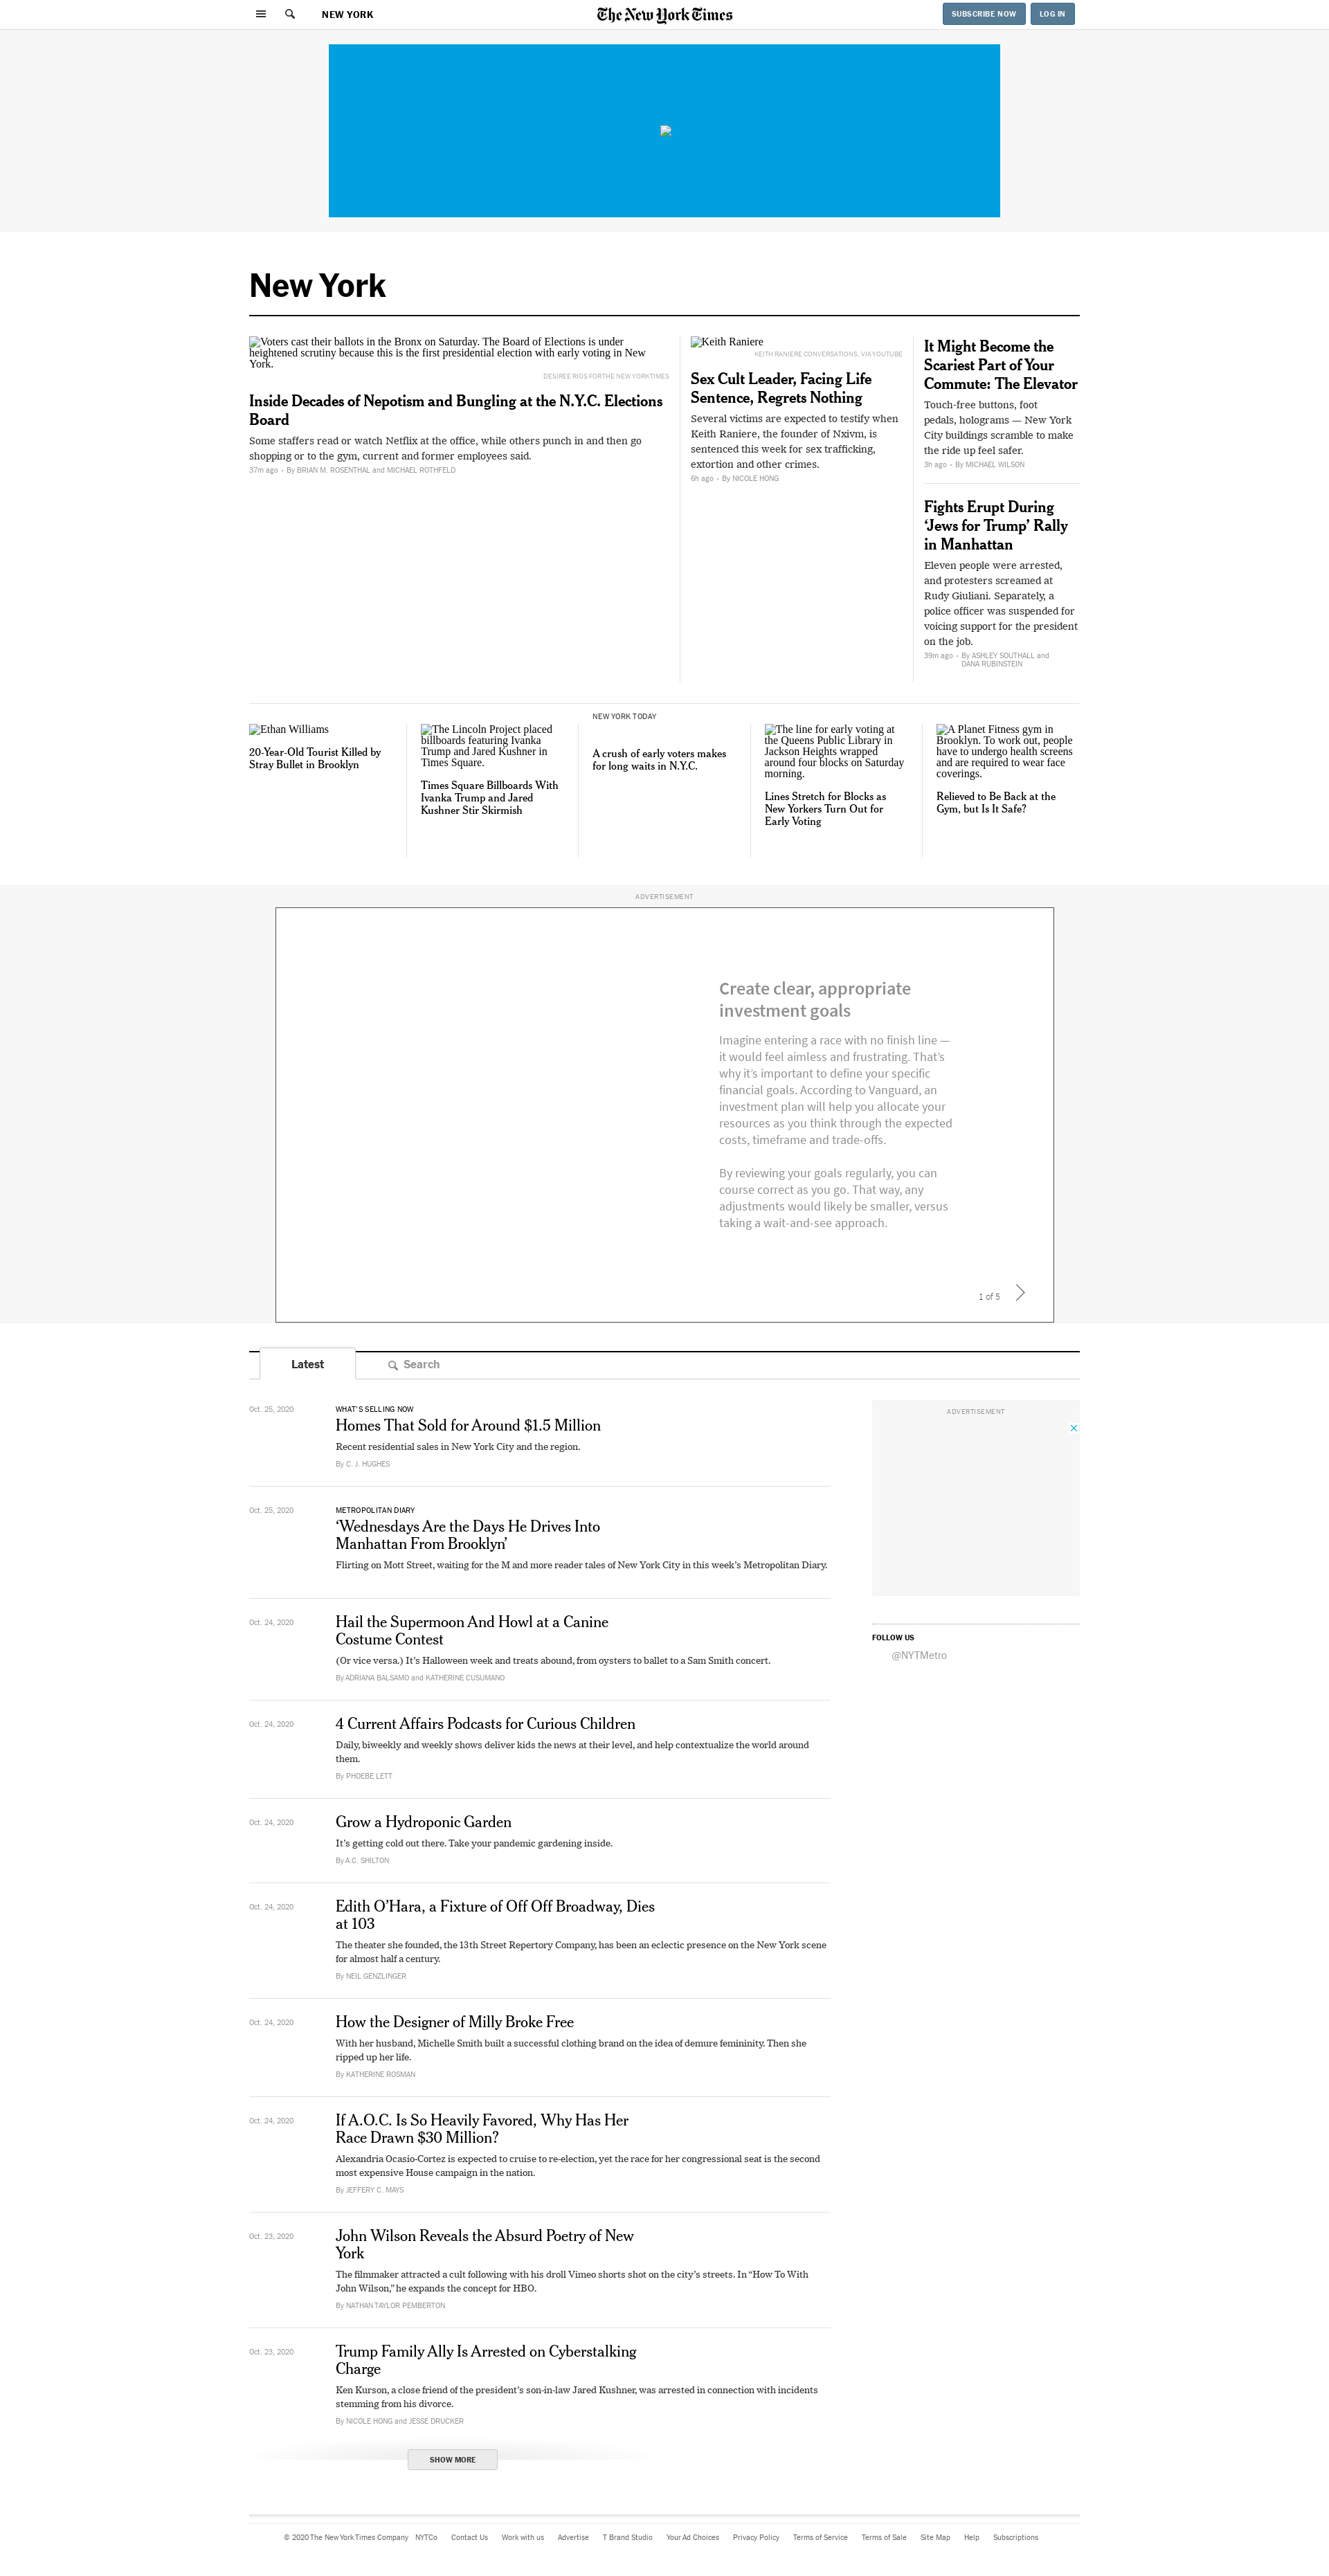 NEW YORK
The New York Times
SUBSCRIBE NOW
LOG IN
New York
Voters cast their ballots in the Bronx on Saturday. The Board of Elections is under
heightened scrutiny because this is the first presidential election with early voting in New
York.
DESIREE RIOS FOR THE NEW YORK TIMES
Inside Decades of Nepotism and Bungling at the N.Y.C. Elections
Board
Some staffers read or watch Netflix at the office, while others punch in and then go
shopping or to the gym, current and former employees said.
37m ago • By BRIAN M. ROSENTHAL and MICHAEL ROTHFELD
Keith Raniere
KEITH RANIERE CONVERSATIONS, VIA YOUTUBE
Sex Cult Leader, Facing Life
Sentence, Regrets Nothing
Several victims are expected to testify when
Keith Raniere, the founder of Nxivm, is
sentenced this week for sex trafficking,
extortion and other crimes.
6h ago • By NICOLE HONG
It Might Become the
Scariest Part of Your
Commute: The Elevator
Touch-free buttons, foot
pedals, holograms — New York
City buildings scramble to make
the ride up feel safer.
3h ago • By MICHAEL WILSON
Fights Erupt During
‘Jews for Trump’ Rally
in Manhattan
Eleven people were arrested,
and protesters screamed at
Rudy Giuliani. Separately, a
police officer was suspended for
voicing support for the president
on the job.
39m ago • By ASHLEY SOUTHALL and
DANA RUBINSTEIN
Ethan Williams
20-Year-Old Tourist Killed by
Stray Bullet in Brooklyn
The Lincoln Project placed
billboards featuring Ivanka
Trump and Jared Kushner in
Times Square.
Times Square Billboards With
Ivanka Trump and Jared
Kushner Stir Skirmish
NEW YORK TODAY
A crush of early voters makes
for long waits in N.Y.C.
The line for early voting at
the Queens Public Library in
Jackson Heights wrapped
around four blocks on Saturday
morning.
Lines Stretch for Blocks as
New Yorkers Turn Out for
Early Voting
A Planet Fitness gym in
Brooklyn. To work out, people
have to undergo health screens
and are required to wear face
coverings.
Relieved to Be Back at the
Gym, but Is It Safe?
ADVERTISEMENT
Create clear, appropriate
investment goals
Imagine entering a race with no finish line —
it would feel aimless and frustrating. That’s
why it’s important to define your specific
financial goals. According to Vanguard, an
investment plan will help you allocate your
resources as you think through the expected
costs, timeframe and trade-offs.
By reviewing your goals regularly, you can
course correct as you go. That way, any
adjustments would likely be smaller, versus
taking a wait-and-see approach.
1 of 5
Latest
Search
Oct. 25, 2020
WHAT’S SELLING NOW
Homes That Sold for Around $1.5 Million
Recent residential sales in New York City and the region.
By C. J. HUGHES
Oct. 25, 2020
METROPOLITAN DIARY
‘Wednesdays Are the Days He Drives Into
Manhattan From Brooklyn’
Flirting on Mott Street, waiting for the M and more reader tales of New York City in this week’s Metropolitan Diary.
Oct. 24, 2020
Hail the Supermoon And Howl at a Canine
Costume Contest
(Or vice versa.) It’s Halloween week and treats abound, from oysters to ballet to a Sam Smith concert.
By ADRIANA BALSAMO and KATHERINE CUSUMANO
Oct. 24, 2020
4 Current Affairs Podcasts for Curious Children
Daily, biweekly and weekly shows deliver kids the news at their level, and help contextualize the world around
them.
By PHOEBE LETT
Oct. 24, 2020
Grow a Hydroponic Garden
It’s getting cold out there. Take your pandemic gardening inside.
By A.C. SHILTON
Oct. 24, 2020
Edith O’Hara, a Fixture of Off Off Broadway, Dies
at 103
The theater she founded, the 13th Street Repertory Company, has been an eclectic presence on the New York scene
for almost half a century.
By NEIL GENZLINGER
Oct. 24, 2020
How the Designer of Milly Broke Free
With her husband, Michelle Smith built a successful clothing brand on the idea of demure femininity. Then she
ripped up her life.
By KATHERINE ROSMAN
Oct. 24, 2020
If A.O.C. Is So Heavily Favored, Why Has Her
Race Drawn $30 Million?
Alexandria Ocasio-Cortez is expected to cruise to re-election, yet the race for her congressional seat is the second
most expensive House campaign in the nation.
By JEFFERY C. MAYS
Oct. 23, 2020
John Wilson Reveals the Absurd Poetry of New
York
The filmmaker attracted a cult following with his droll Vimeo shorts shot on the city’s streets. In “How To With
John Wilson,” he expands the concept for HBO.
By NATHAN TAYLOR PEMBERTON
Oct. 23, 2020
Trump Family Ally Is Arrested on Cyberstalking
Charge
Ken Kurson, a close friend of the president’s son-in-law Jared Kushner, was arrested in connection with incidents
stemming from his divorce.
By NICOLE HONG and JESSE DRUCKER
SHOW MORE
ADVERTISEMENT
FOLLOW US
@NYTMetro
© 2020 The New York Times Company NYTCo Contact Us Work with us Advertise T Brand Studio Your Ad Choices Privacy Policy Terms of Service Terms of Sale Site Map Help Subscriptions